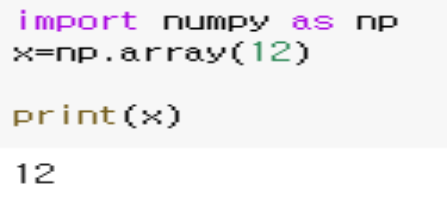 import numpy as np
x=np.array(12)
print(x)
12